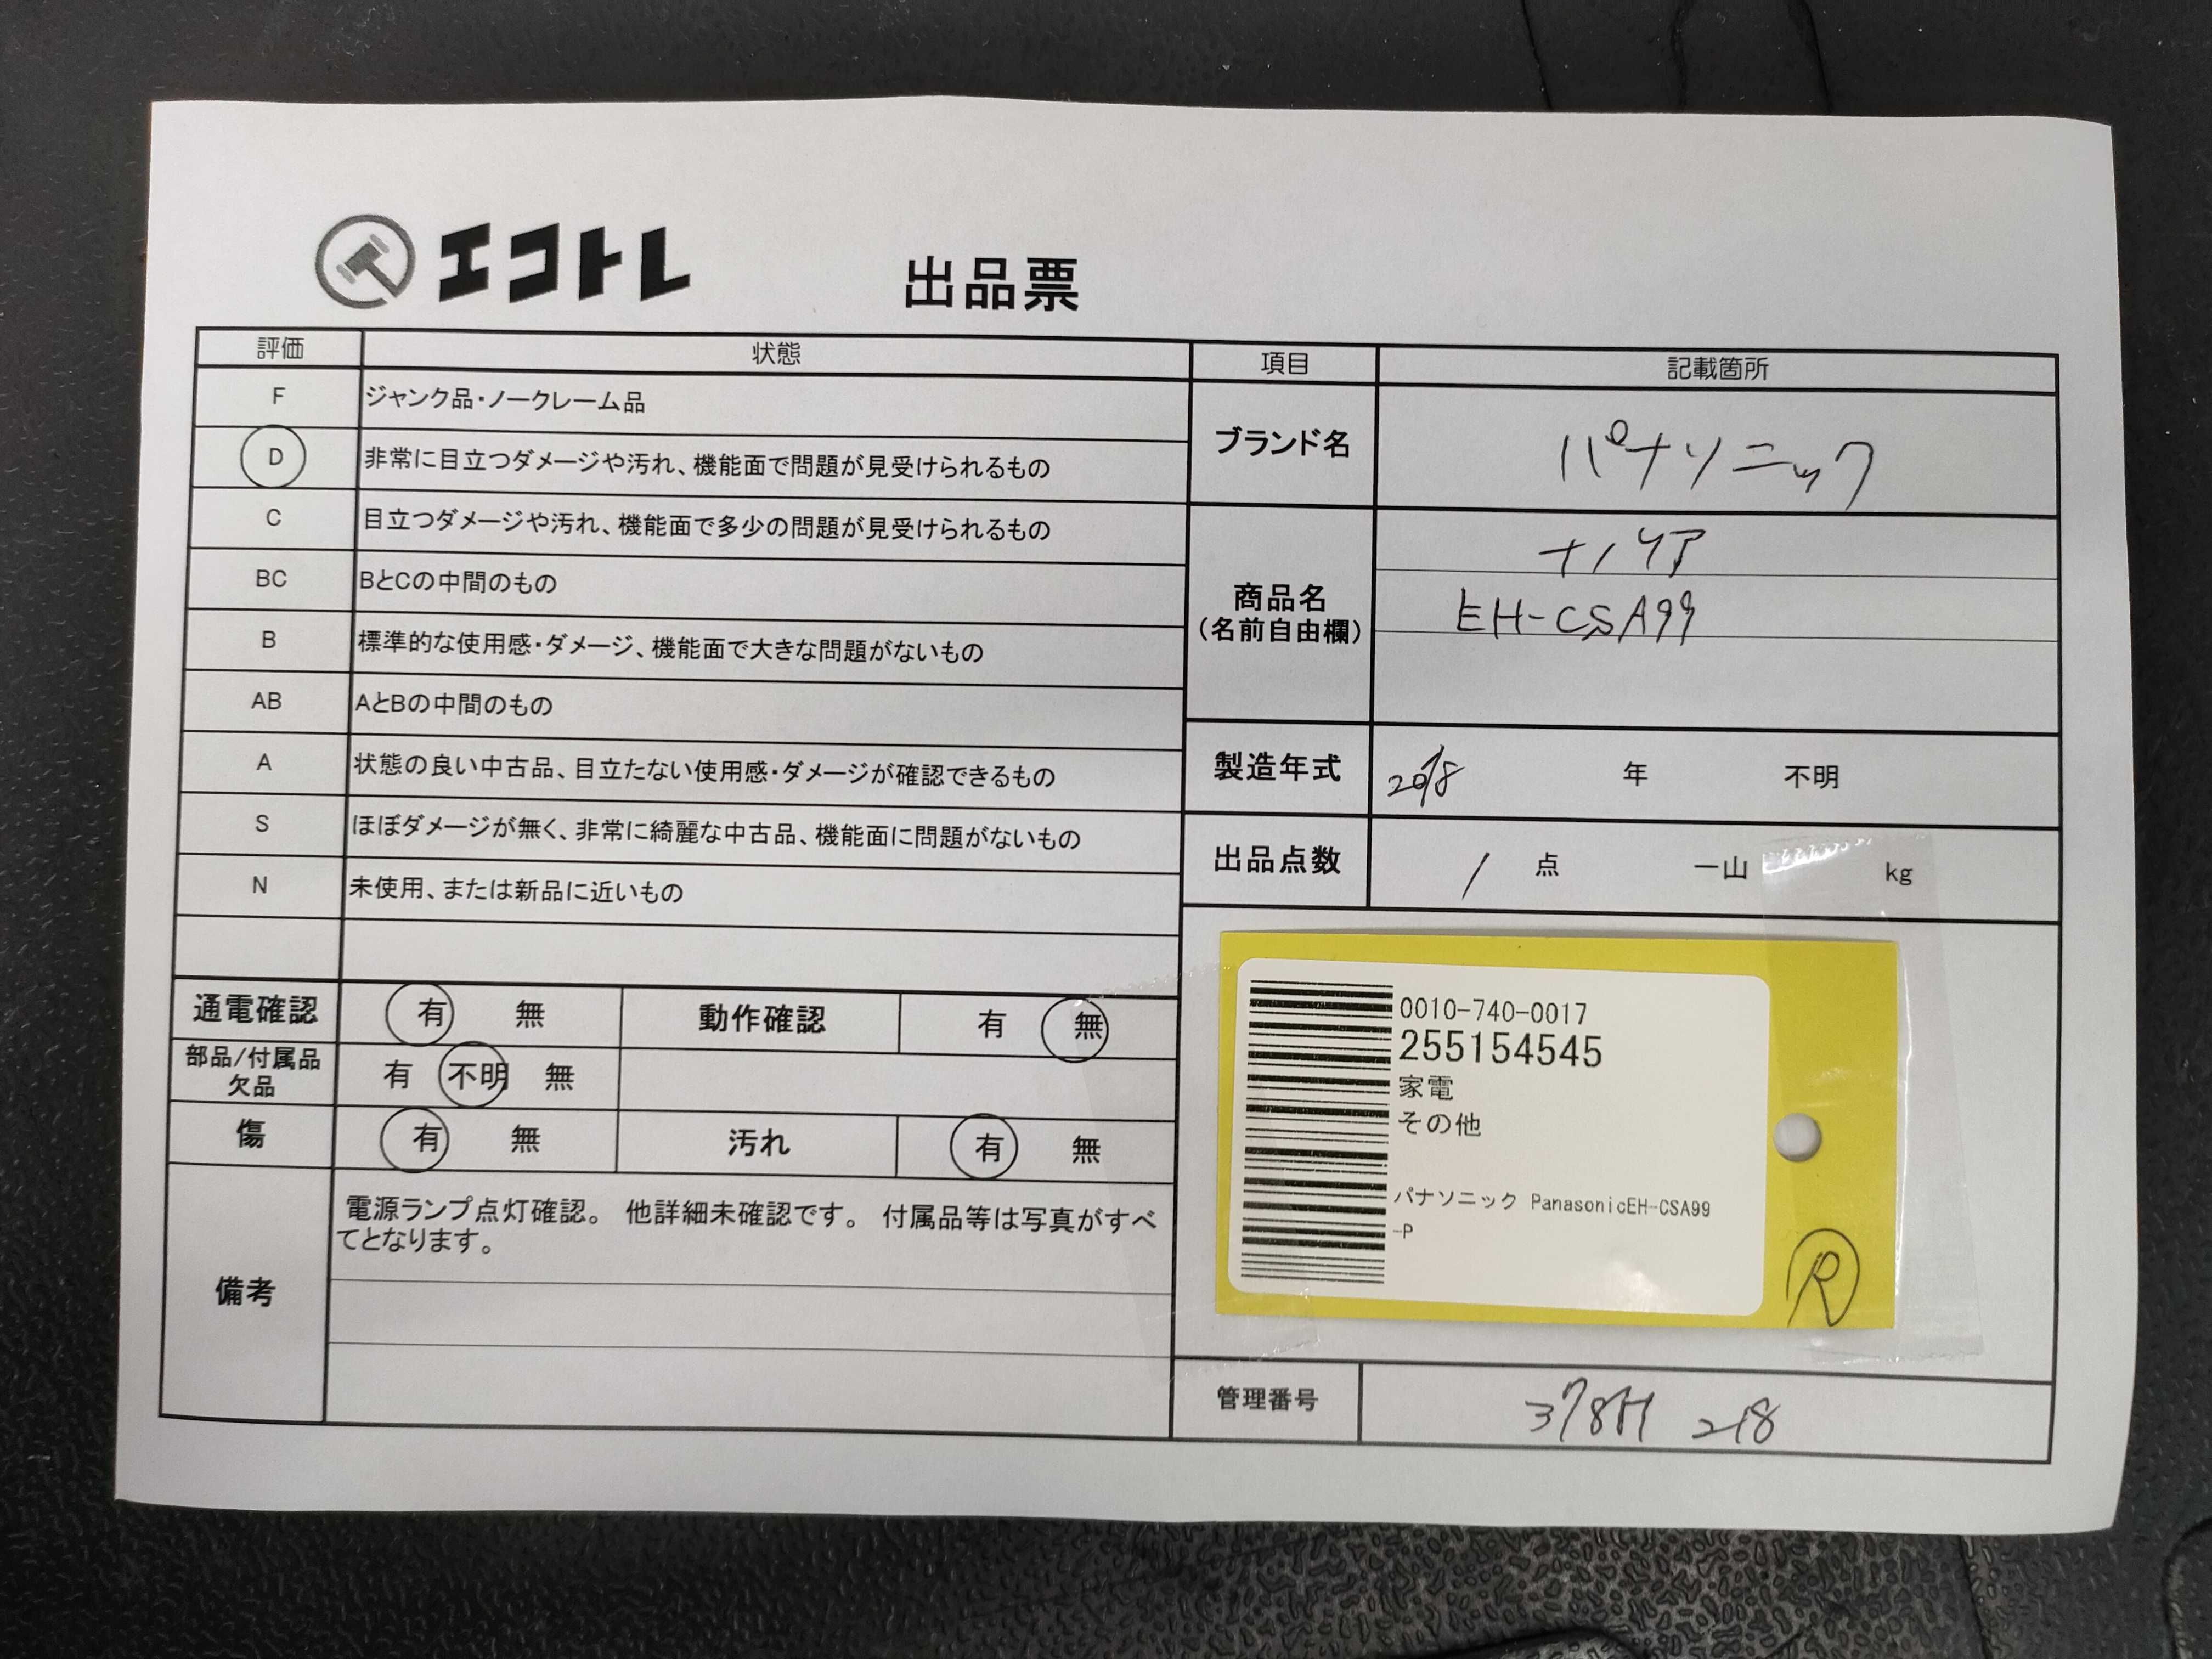 エコトレ
出品票
評価 状態
F ジャンク品・ノークレーム品
D 非常に目立つダメージや汚れ、機能面で問題が見受けられるもの
C 目立つダメージや汚れ、機能面で多少の問題が見受けられるもの
BC BとCの中間のもの
B 標準的な使用感・ダメージ、機能面で大きな問題がないもの
AB AとBの中間のもの
A 状態の良い中古品、目立たない使用感・ダメージが確認できるもの
S ほぼダメージが無く、非常に綺麗な中古品、機能面に問題がないもの
N 未使用、または新品に近いもの
通電確認 有 無 動作確認 有 無
部品/付属品
欠品
有 不明 無
傷 有 無 汚れ 有 無
備考
電源ランプ点灯確認。 他詳細未確認です。 付属品等は写真がすべ
てとなります。
項目 記載箇所
ブランド名 パナソニック
商品名
(名前自由欄)
ナノケア
EH-CSA99
製造年式 2018 年 不明
出品点数 1 点 一山 kg
0010-740-0017
255154545
家電
その他
パナソニック PanasonicEH-CSA99
-P
R
管理番号 378H 218